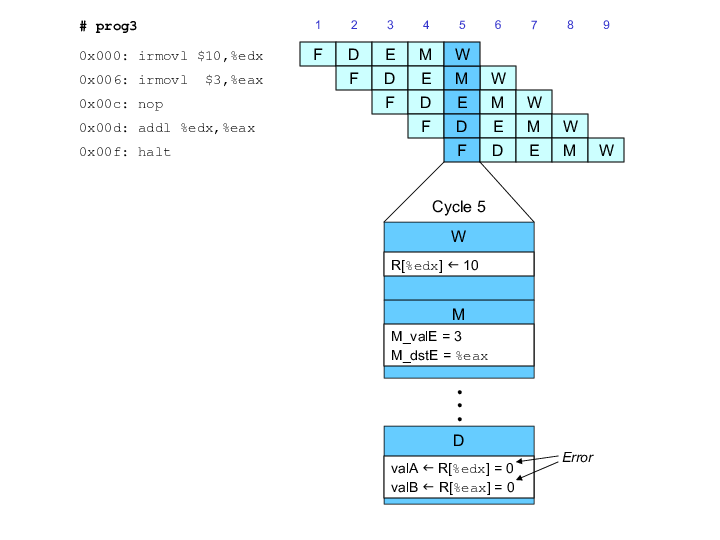 # prog3
1 2 3 4 5 6 7 8 9
0x000: irmovl $10,%edx F D E M W
0x006: irmovl  $3,%eax F D E M W
0x00c: nop F D E M W
0x00d: addl %edx,%eax F D E M W
0x00f: halt F D E M W
Cycle 5
W
R[%edx] ← 10
M
M_valE = 3
M_dstE = %eax
D
Error
valA ← R[%edx] = 0
valB ← R[%eax] = 0